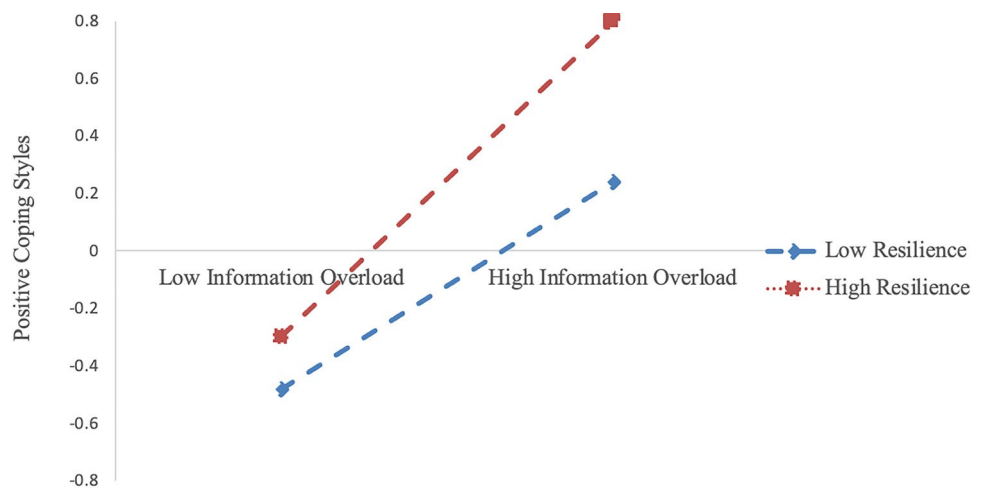 Positive Coping Styles
0.8
0.6
0.4
0.2
0
-0.2
-0.4
-0.6
-0.8
Low Information Overload
High Information Overload
Low Resilience
High Resilience